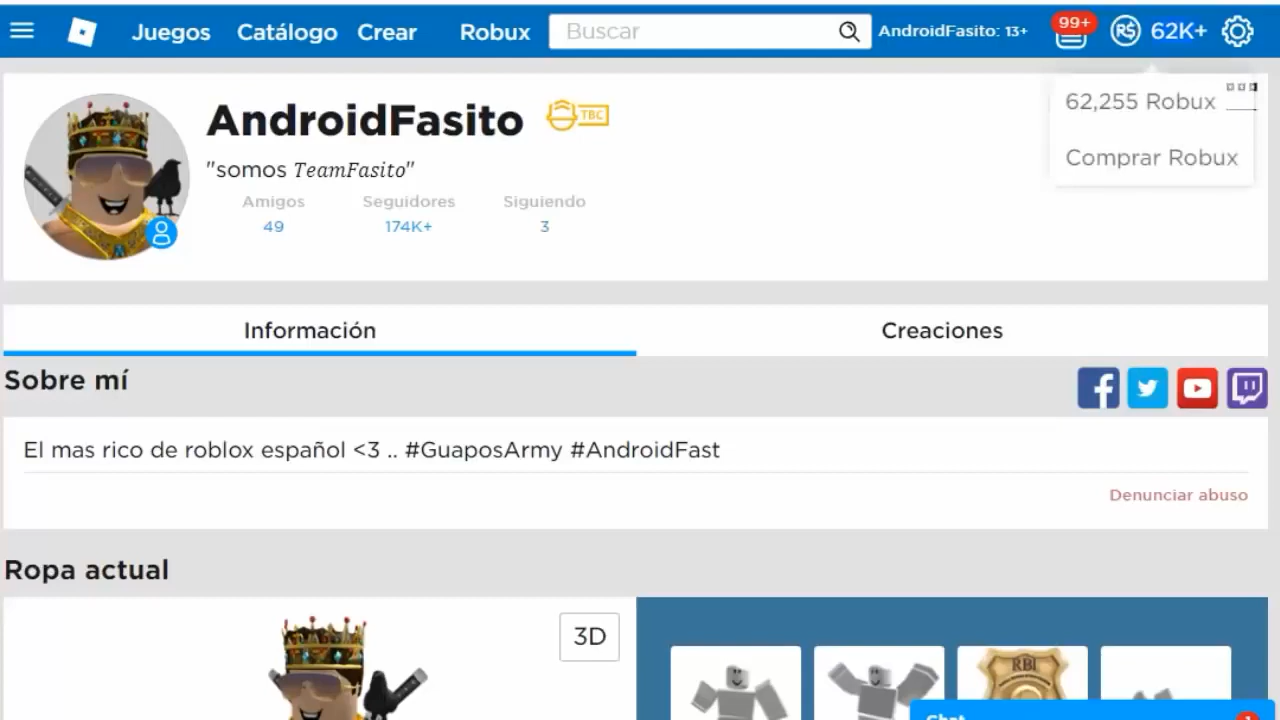 Juegos Catálogo Crear Robux Buscar AndroidFasito: 13+ 99+ R$ 62K+
62,255 Robux
Comprar Robux
AndroidFasito TBC
"somos TeamFasito"
Amigos Seguidores Siguiendo
49 174K+ 3
Información Creaciones
Sobre mí
El mas rico de roblox español <3 .. #GuaposArmy #AndroidFast
Denunciar abuso
Ropa actual
3D
RBI
Chat 1